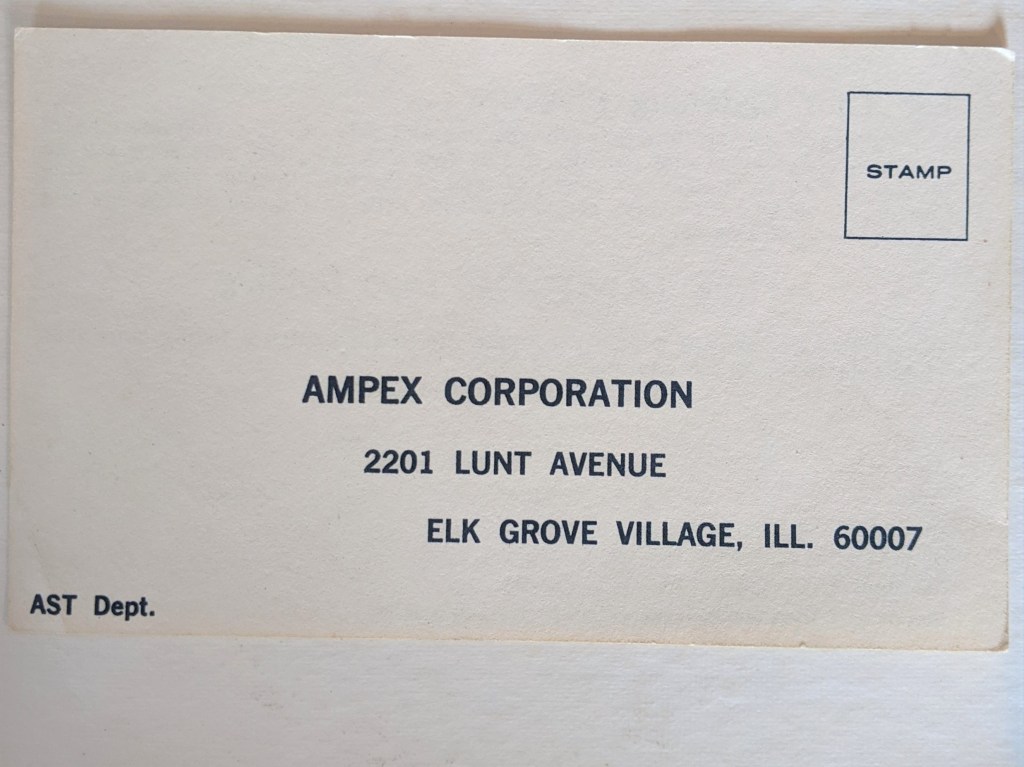 STAMP
AMPEX CORPORATION
2201 LUNT AVENUE
ELK GROVE VILLAGE, ILL. 60007
AST Dept.